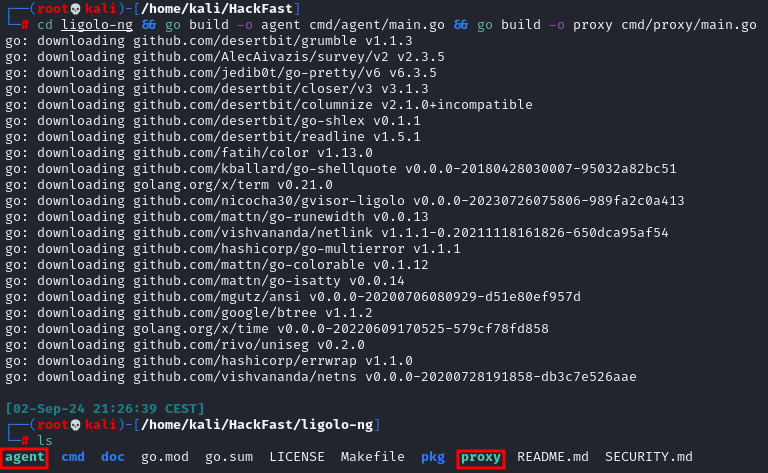 ┌──(root💀kali)-[/home/kali/HackFast]
└─# cd ligolo-ng && go build -o agent cmd/agent/main.go && go build -o proxy cmd/proxy/main.go
go: downloading github.com/desertbit/grumble v1.1.3
go: downloading github.com/AlecAivazis/survey/v2 v2.3.5
go: downloading github.com/jedib0t/go-pretty/v6 v6.3.5
go: downloading github.com/desertbit/closer/v3 v3.1.3
go: downloading github.com/desertbit/columnize v2.1.0+incompatible
go: downloading github.com/desertbit/go-shlex v0.1.1
go: downloading github.com/desertbit/readline v1.5.1
go: downloading github.com/fatih/color v1.13.0
go: downloading github.com/kballard/go-shellquote v0.0.0-20180428030007-95032a82bc51
go: downloading golang.org/x/term v0.21.0
go: downloading github.com/nicocha30/gvisor-ligolo v0.0.0-20230726075806-989fa2c0a413
go: downloading github.com/mattn/go-runewidth v0.0.13
go: downloading github.com/vishvananda/netlink v1.1.1-0.20211118161826-650dca95af54
go: downloading github.com/hashicorp/go-multierror v1.1.1
go: downloading github.com/mattn/go-colorable v0.1.12
go: downloading github.com/mattn/go-isatty v0.0.14
go: downloading github.com/mgutz/ansi v0.0.0-20200706080929-d51e80ef957d
go: downloading github.com/google/btree v1.1.2
go: downloading golang.org/x/time v0.0.0-20220609170525-579cf78fd858
go: downloading github.com/rivo/uniseg v0.2.0
go: downloading github.com/hashicorp/errwrap v1.1.0
go: downloading github.com/vishvananda/netns v0.0.0-20200728191858-db3c7e526aae
[02-Sep-24 21:26:39 CEST]
┌──(root💀kali)-[/home/kali/HackFast/ligolo-ng]
└─# ls
agent cmd doc go.mod go.sum LICENSE Makefile pkg proxy README.md SECURITY.md